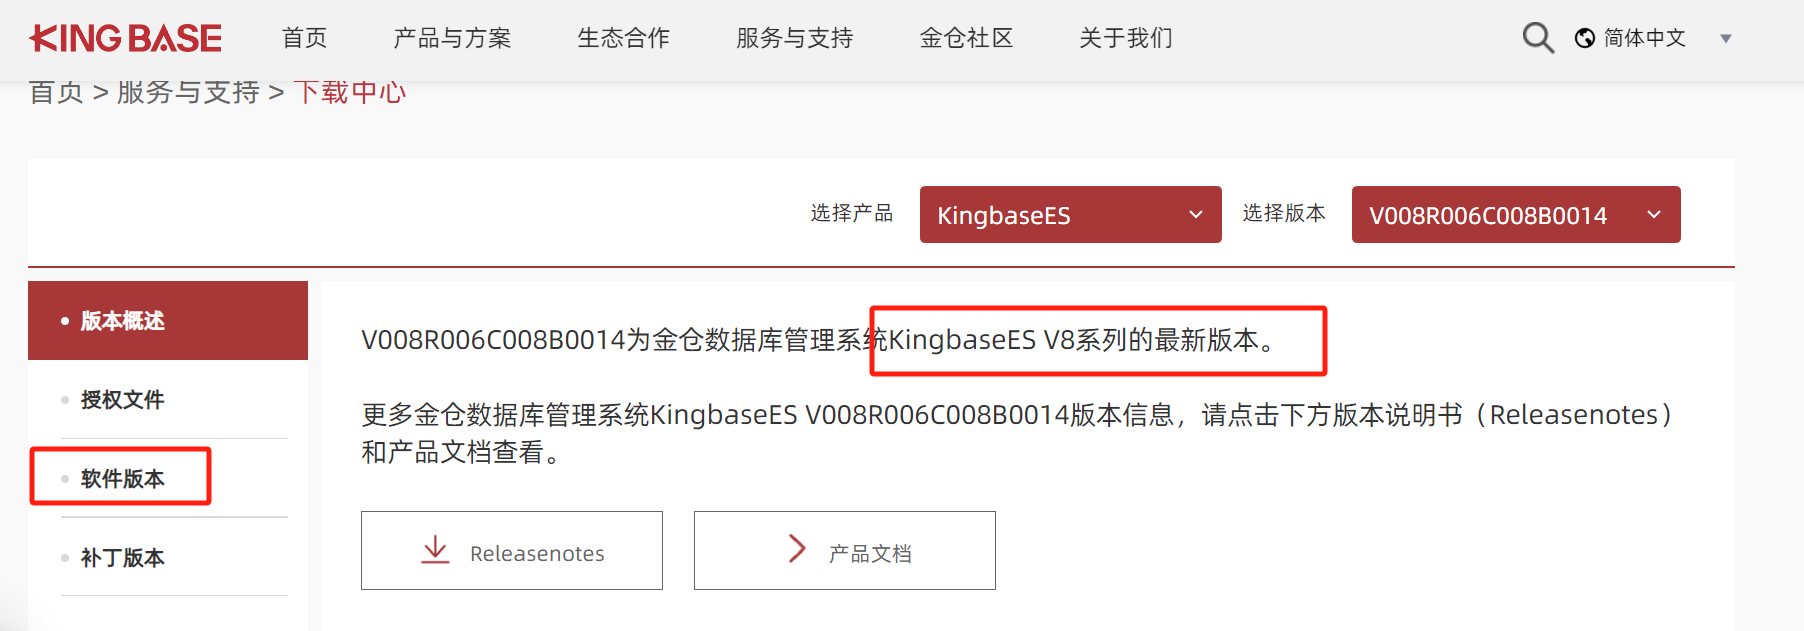 KINGBASE 首页 产品与方案 生态合作 服务与支持 金仓社区 关于我们 简体中文
首页 > 服务与支持 > 下载中心
选择产品 KingbaseES 选择版本 V008R006C008B0014
版本概述
授权文件
软件版本
补丁版本
V008R006C008B0014为金仓数据库管理系统KingbaseES V8系列的最新版本。
更多金仓数据库管理系统KingbaseES V008R006C008B0014版本信息，请点击下方版本说明书（Releasenotes）
和产品文档查看。
Releasenotes 产品文档